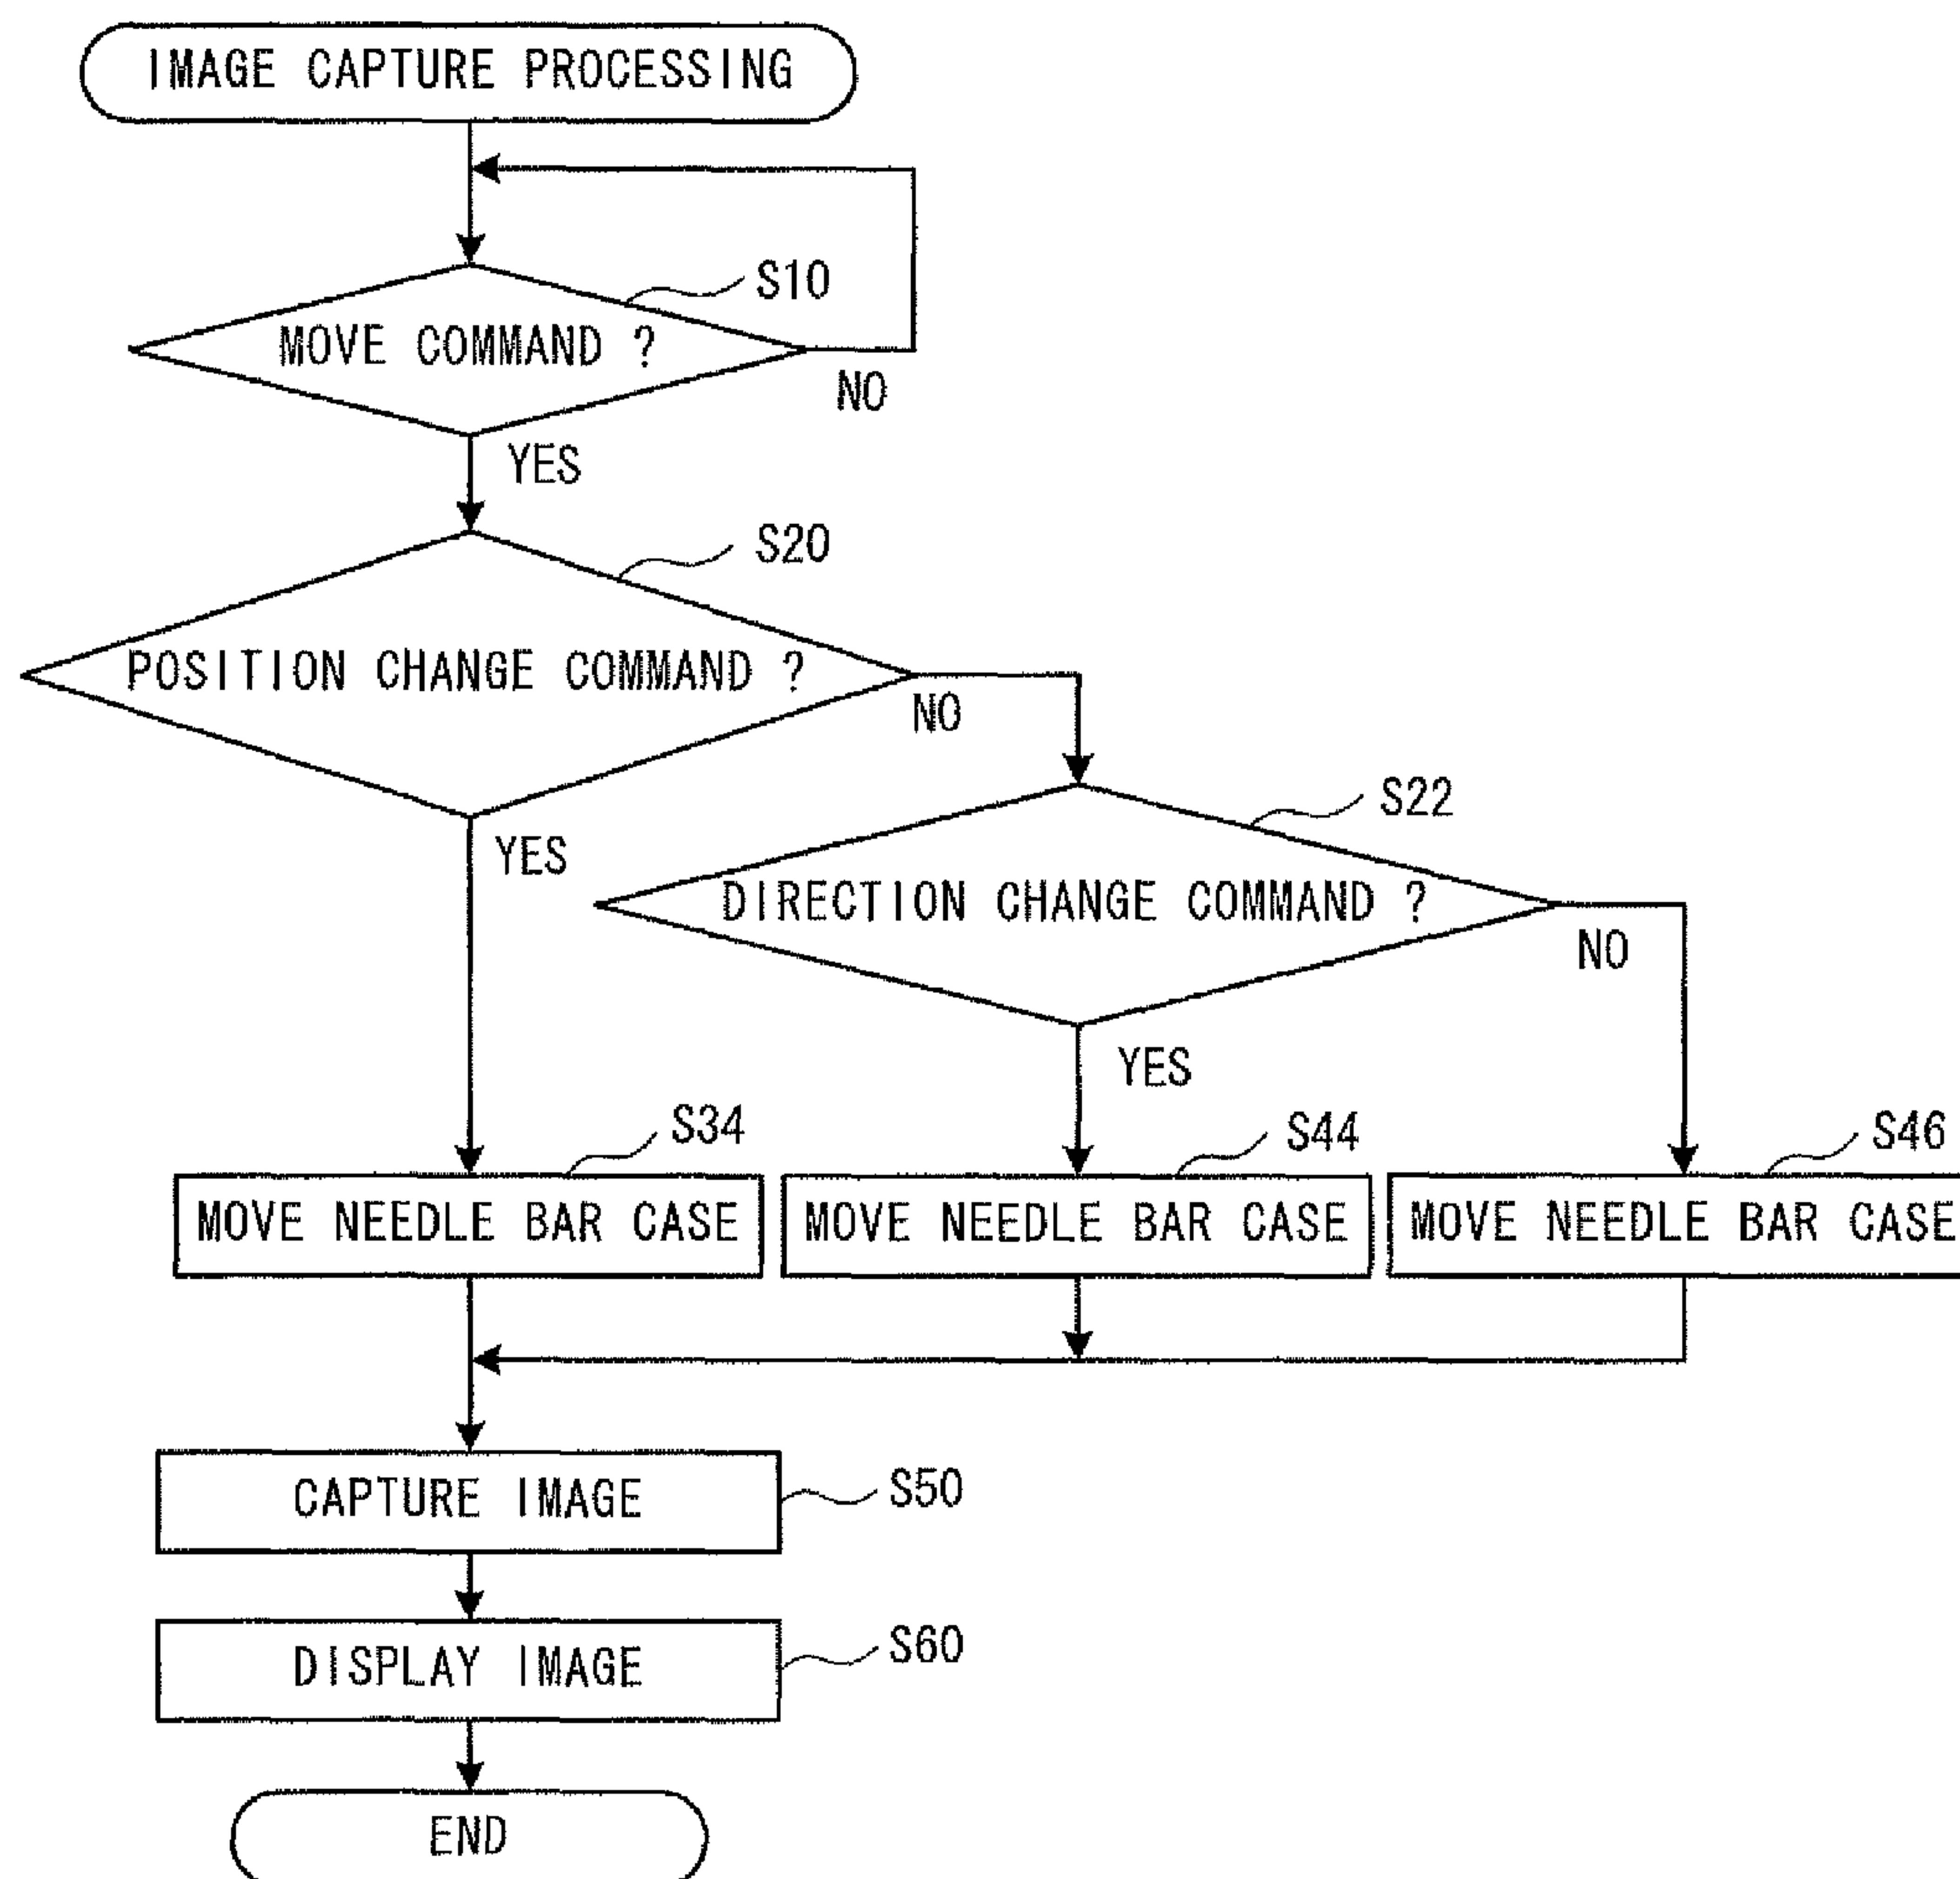 IMAGE CAPTURE PROCESSING
S10
MOVE COMMAND ?
NO
YES
S20
POSITION CHANGE COMMAND ?
NO
S22
YES
DIRECTION CHANGE COMMAND ?
NO
YES
S34
S44
S46
MOVE NEEDLE BAR CASE
MOVE NEEDLE BAR CASE
MOVE NEEDLE BAR CASE
CAPTURE IMAGE
S50
DISPLAY IMAGE
S60
END